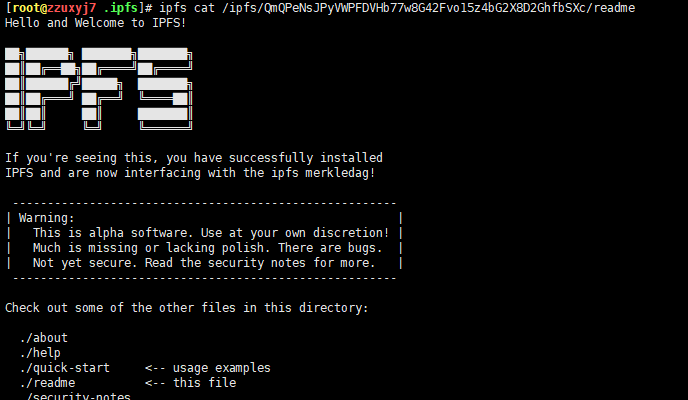 [root@zzuxyj7 .ipfs]# ipfs cat /ipfs/QmQPeNsJPyVWPFDVHb77w8G42Fvo15z4bG2X8D2GhfbSXc/readme
Hello and Welcome to IPFS!
IPFS
If you're seeing this, you have successfully installed
IPFS and are now interfacing with the ipfs merkledag!
-------------------------------------------------------
| Warning:                                              |
|   This is alpha software. Use at your own discretion! |
|   Much is missing or lacking polish. There are bugs.  |
|   Not yet secure. Read the security notes for more.   |
-------------------------------------------------------
Check out some of the other files in this directory:
./about
./help
./quick-start     <-- usage examples
./readme          <-- this file
./security-notes